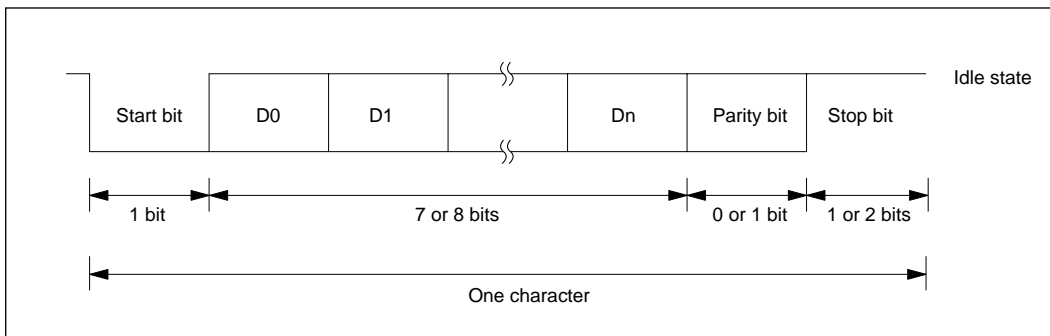 Idle state
Start bit D0 D1 Dn Parity bit Stop bit
1 bit 7 or 8 bits 0 or 1 bit 1 or 2 bits
One character